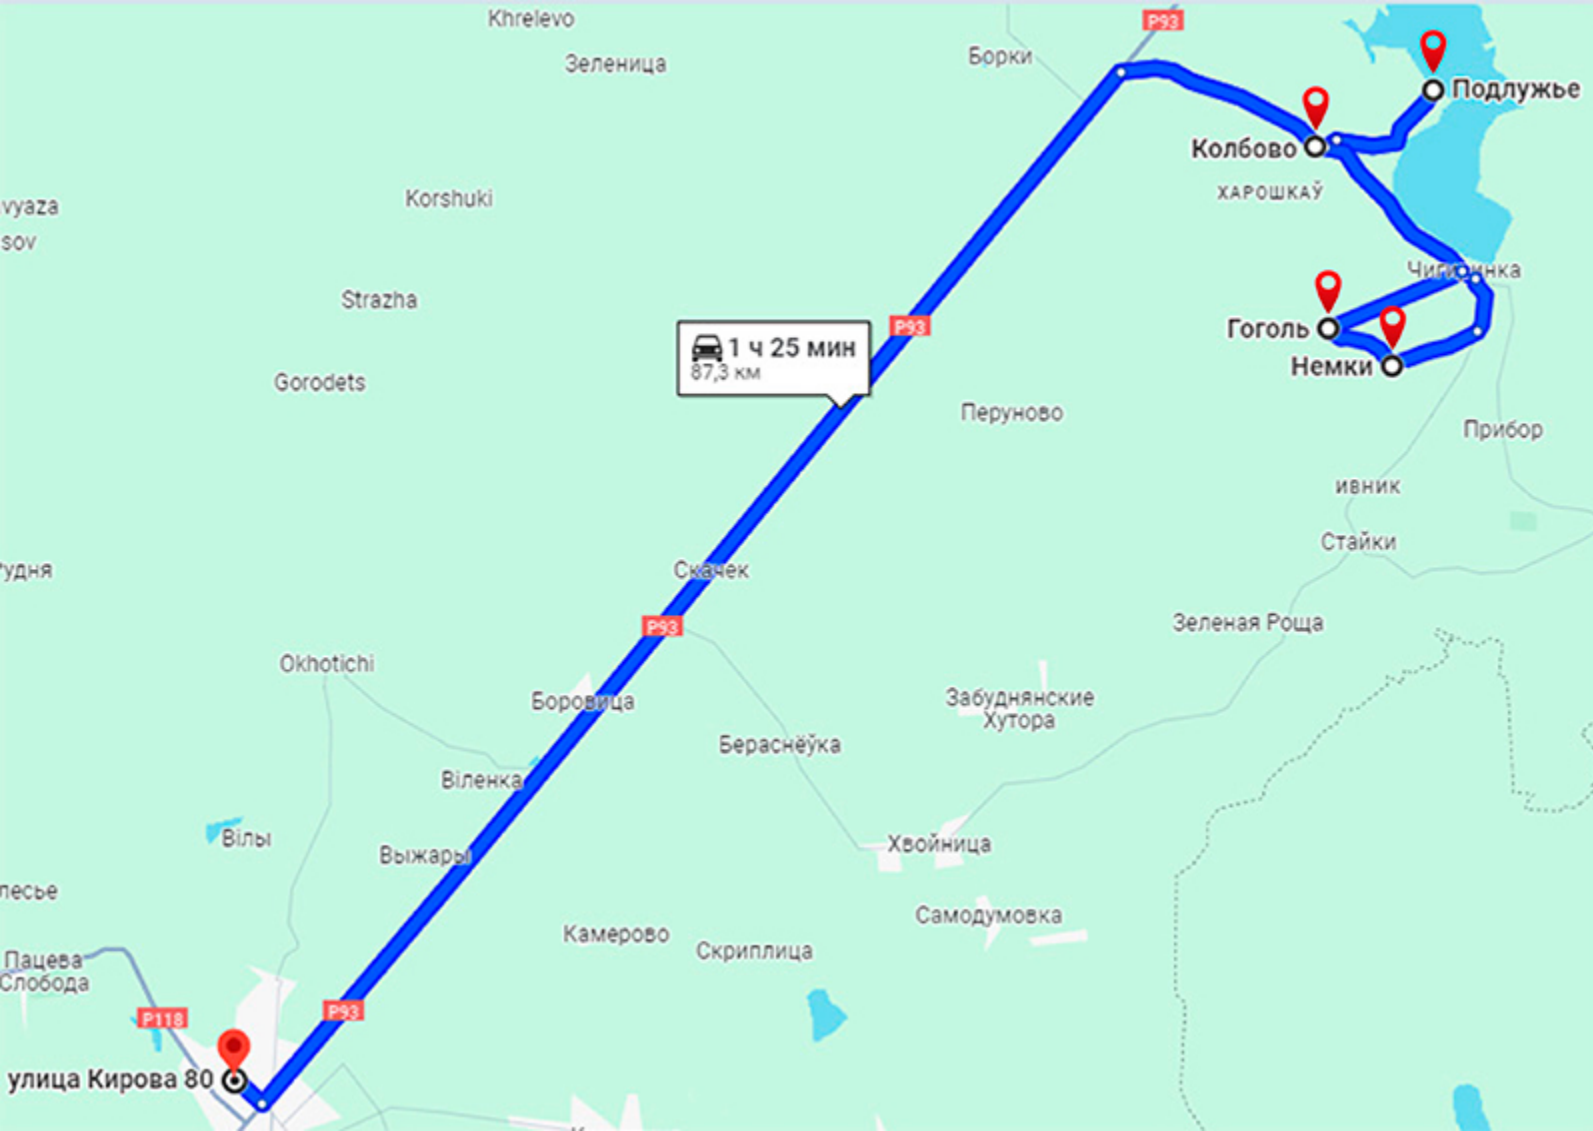 Khrelevo
P93
Зеленица
Борки
Подлужье
Колбово
Korshuki
ХАРОШКАЎ
vyaza
sov
Strazha
P93
Гоголь
1 ч 25 мин
87,3 км
Немки
Gorodets
Перуново
Прибор
ивник
Стайки
Скачек
удня
P93
Зеленая Роща
Okhotichi
Боровица
Забуднянские
Хутора
Бераснёўка
Віленка
Вілы
Выжары
Хвойница
лесье
Самодумовка
Камерово
Скриплица
Пацева
Слобода
P118
P93
улица Кирова 80